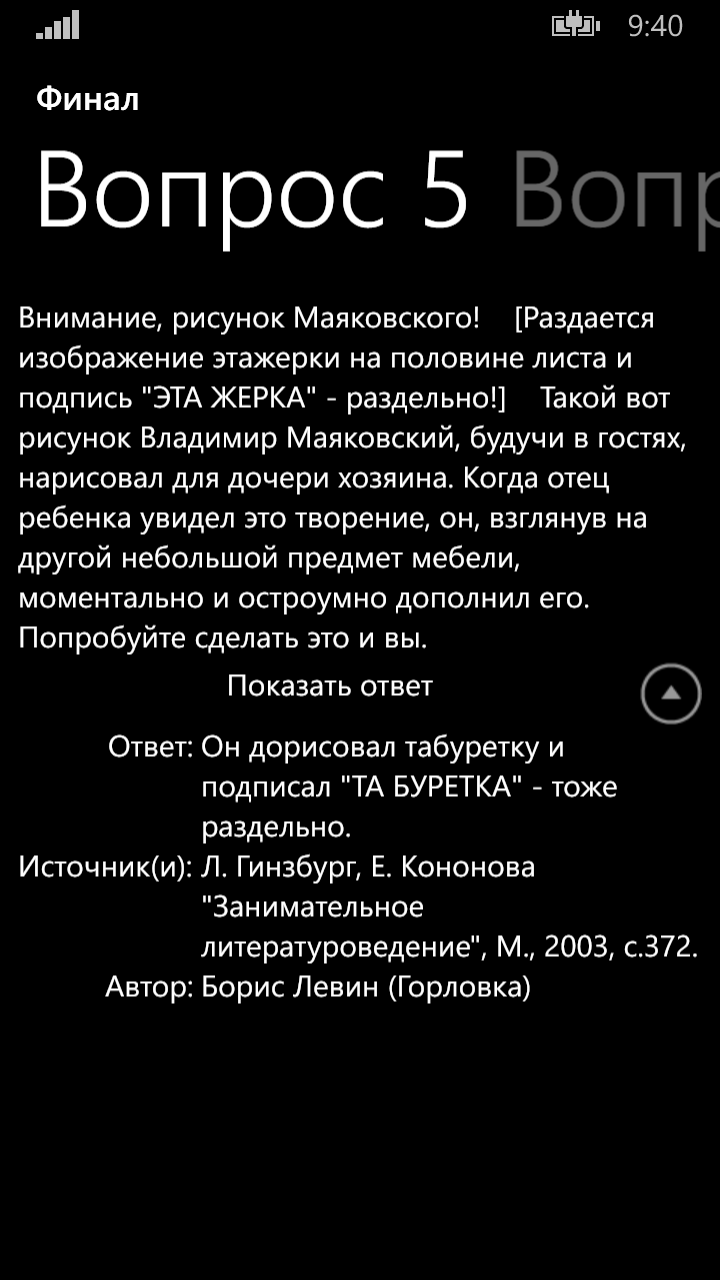 9:40
Финал
Вопрос 5 Вопр
Внимание, рисунок Маяковского! [Раздается
изображение этажерки на половине листа и
подпись "ЭТА ЖЕРКА" - раздельно!] Такой вот
рисунок Владимир Маяковский, будучи в гостях,
нарисовал для дочери хозяина. Когда отец
ребенка увидел это творение, он, взглянув на
другой небольшой предмет мебели,
моментально и остроумно дополнил его.
Попробуйте сделать это и вы.
Показать ответ
Ответ: Он дорисовал табуретку и
подписал "ТА БУРЕТКА" - тоже
раздельно.
Источник(и): Л. Гинзбург, Е. Кононова
"Занимательное
литературоведение", М., 2003, с.372.
Автор: Борис Левин (Горловка)